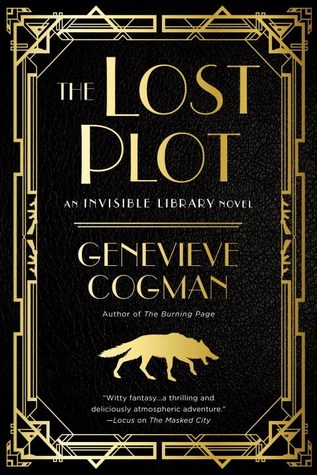 THE LOST
PLOT
AN INVISIBLE LIBRARY NOVEL
GENEVIEVE
COGMAN
Author of The Burning Page
“Witty fantasy...a thrilling and
deliciously atmospheric adventure.”
—Locus on The Masked City